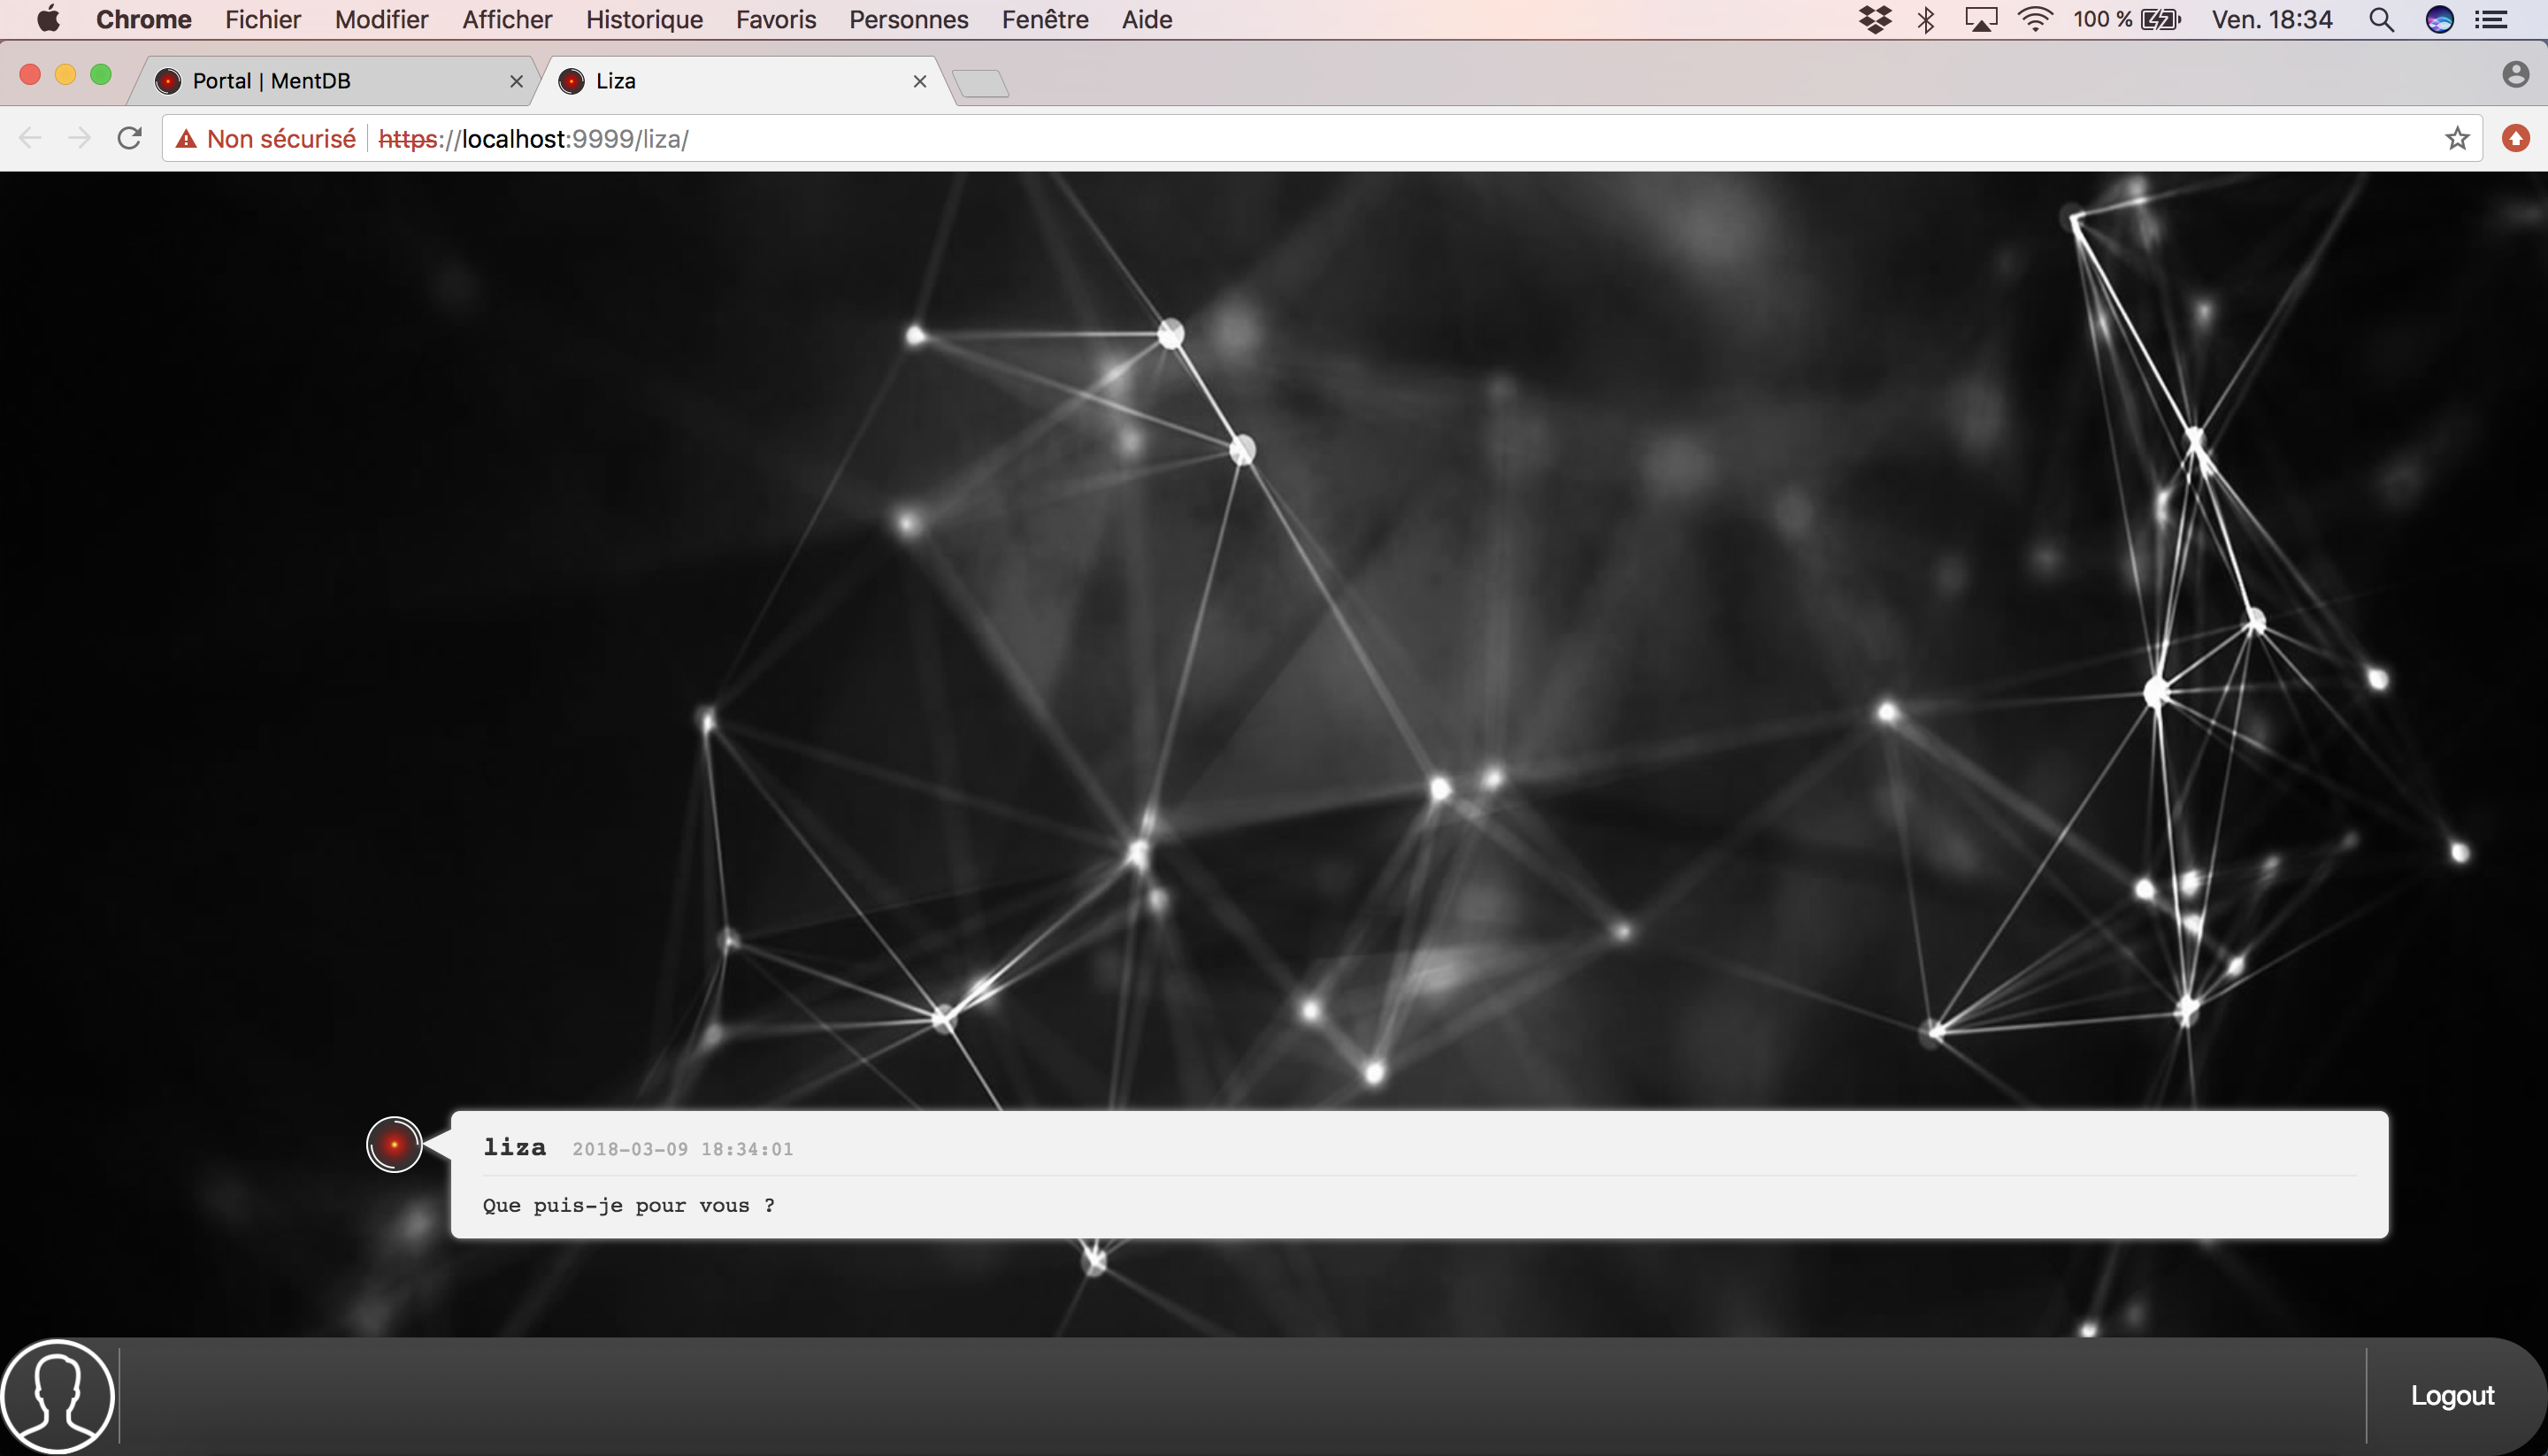 Chrome Fichier Modifier Afficher Historique Favoris Personnes Fenêtre Aide 100 % Ven. 18:34
Portal | MentDB Liza
Non sécurisé https://localhost:9999/liza/
liza 2018-03-09 18:34:01
Que puis-je pour vous ?
Logout